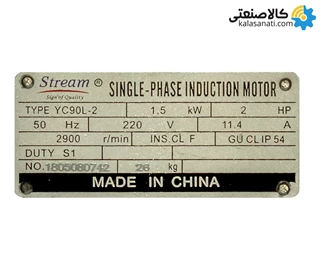 کالاصنعتی
kalasanati.com
Stream ® SINGLE-PHASE INDUCTION MOTOR
Sign of Quality
TYPE YC90L-2 1.5 kW 2 HP
50 Hz 220 V 11.4 A
2900 r/min INS.CL F GU CL IP 54
DUTY S1
NO.1805080742 26 kg
MADE IN CHINA